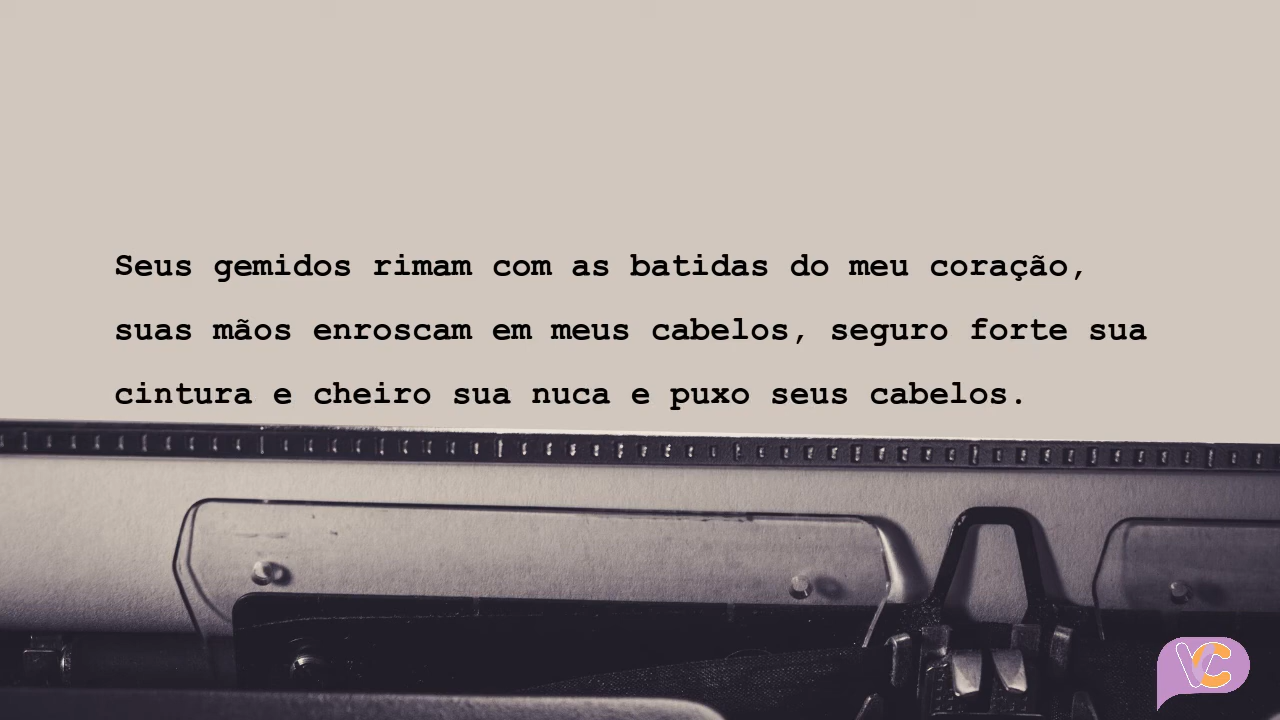 Seus gemidos rimam com as batidas do meu coração,
suas mãos enroscam em meus cabelos, seguro forte sua
cintura e cheiro sua nuca e puxo seus cabelos.
VC